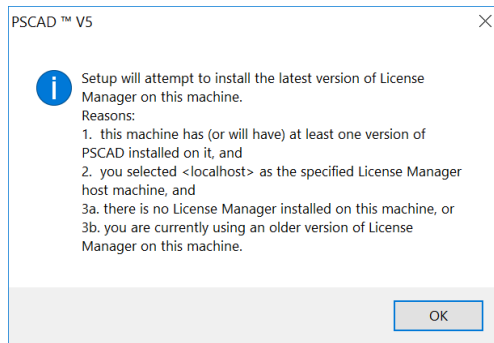 PSCAD ™ V5
Setup will attempt to install the latest version of License
Manager on this machine.
Reasons:
1.  this machine has (or will have) at least one version of
PSCAD installed on it, and
2.  you selected <localhost> as the specified License Manager
host machine, and
3a. there is no License Manager installed on this machine, or
3b. you are currently using an older version of License
Manager on this machine.
OK